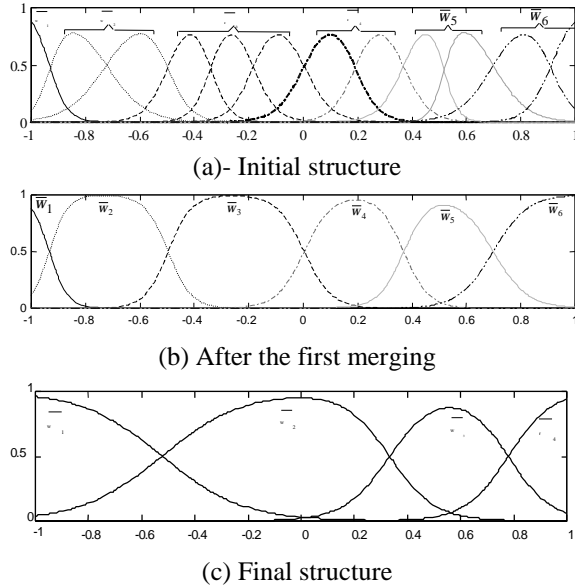 1
w̅5
w̅6
0.5
0
-1 -0.8 -0.6 -0.4 -0.2 0 0.2 0.4 0.6 0.8 1
(a)- Initial structure
1
w̅1 w̅2 w̅3 w̅4 w̅5 w̅6
0.5
0
-1 -0.8 -0.6 -0.4 -0.2 0 0.2 0.4 0.6 0.8 1
(b) After the first merging
1
0.5
0
-1 -0.8 -0.6 -0.4 -0.2 0 0.2 0.4 0.6 0.8 1
(c) Final structure